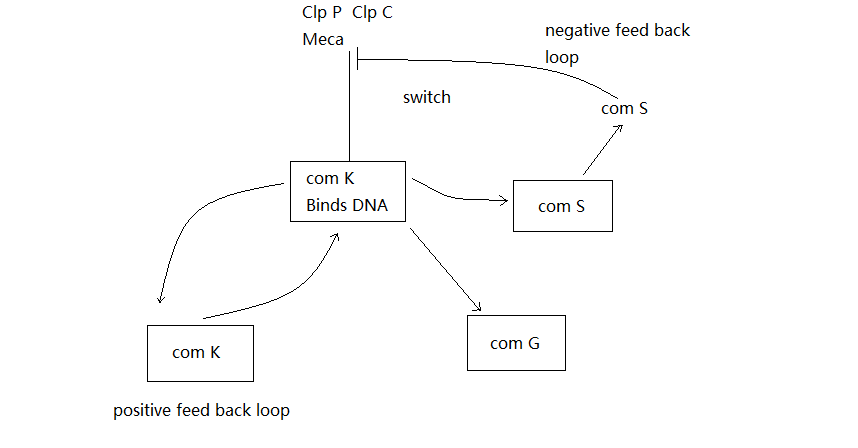 Clp P  Clp C
Meca
negative feed back
loop
switch
com S
com K
Binds DNA
com S
com K
com G
positive feed back loop